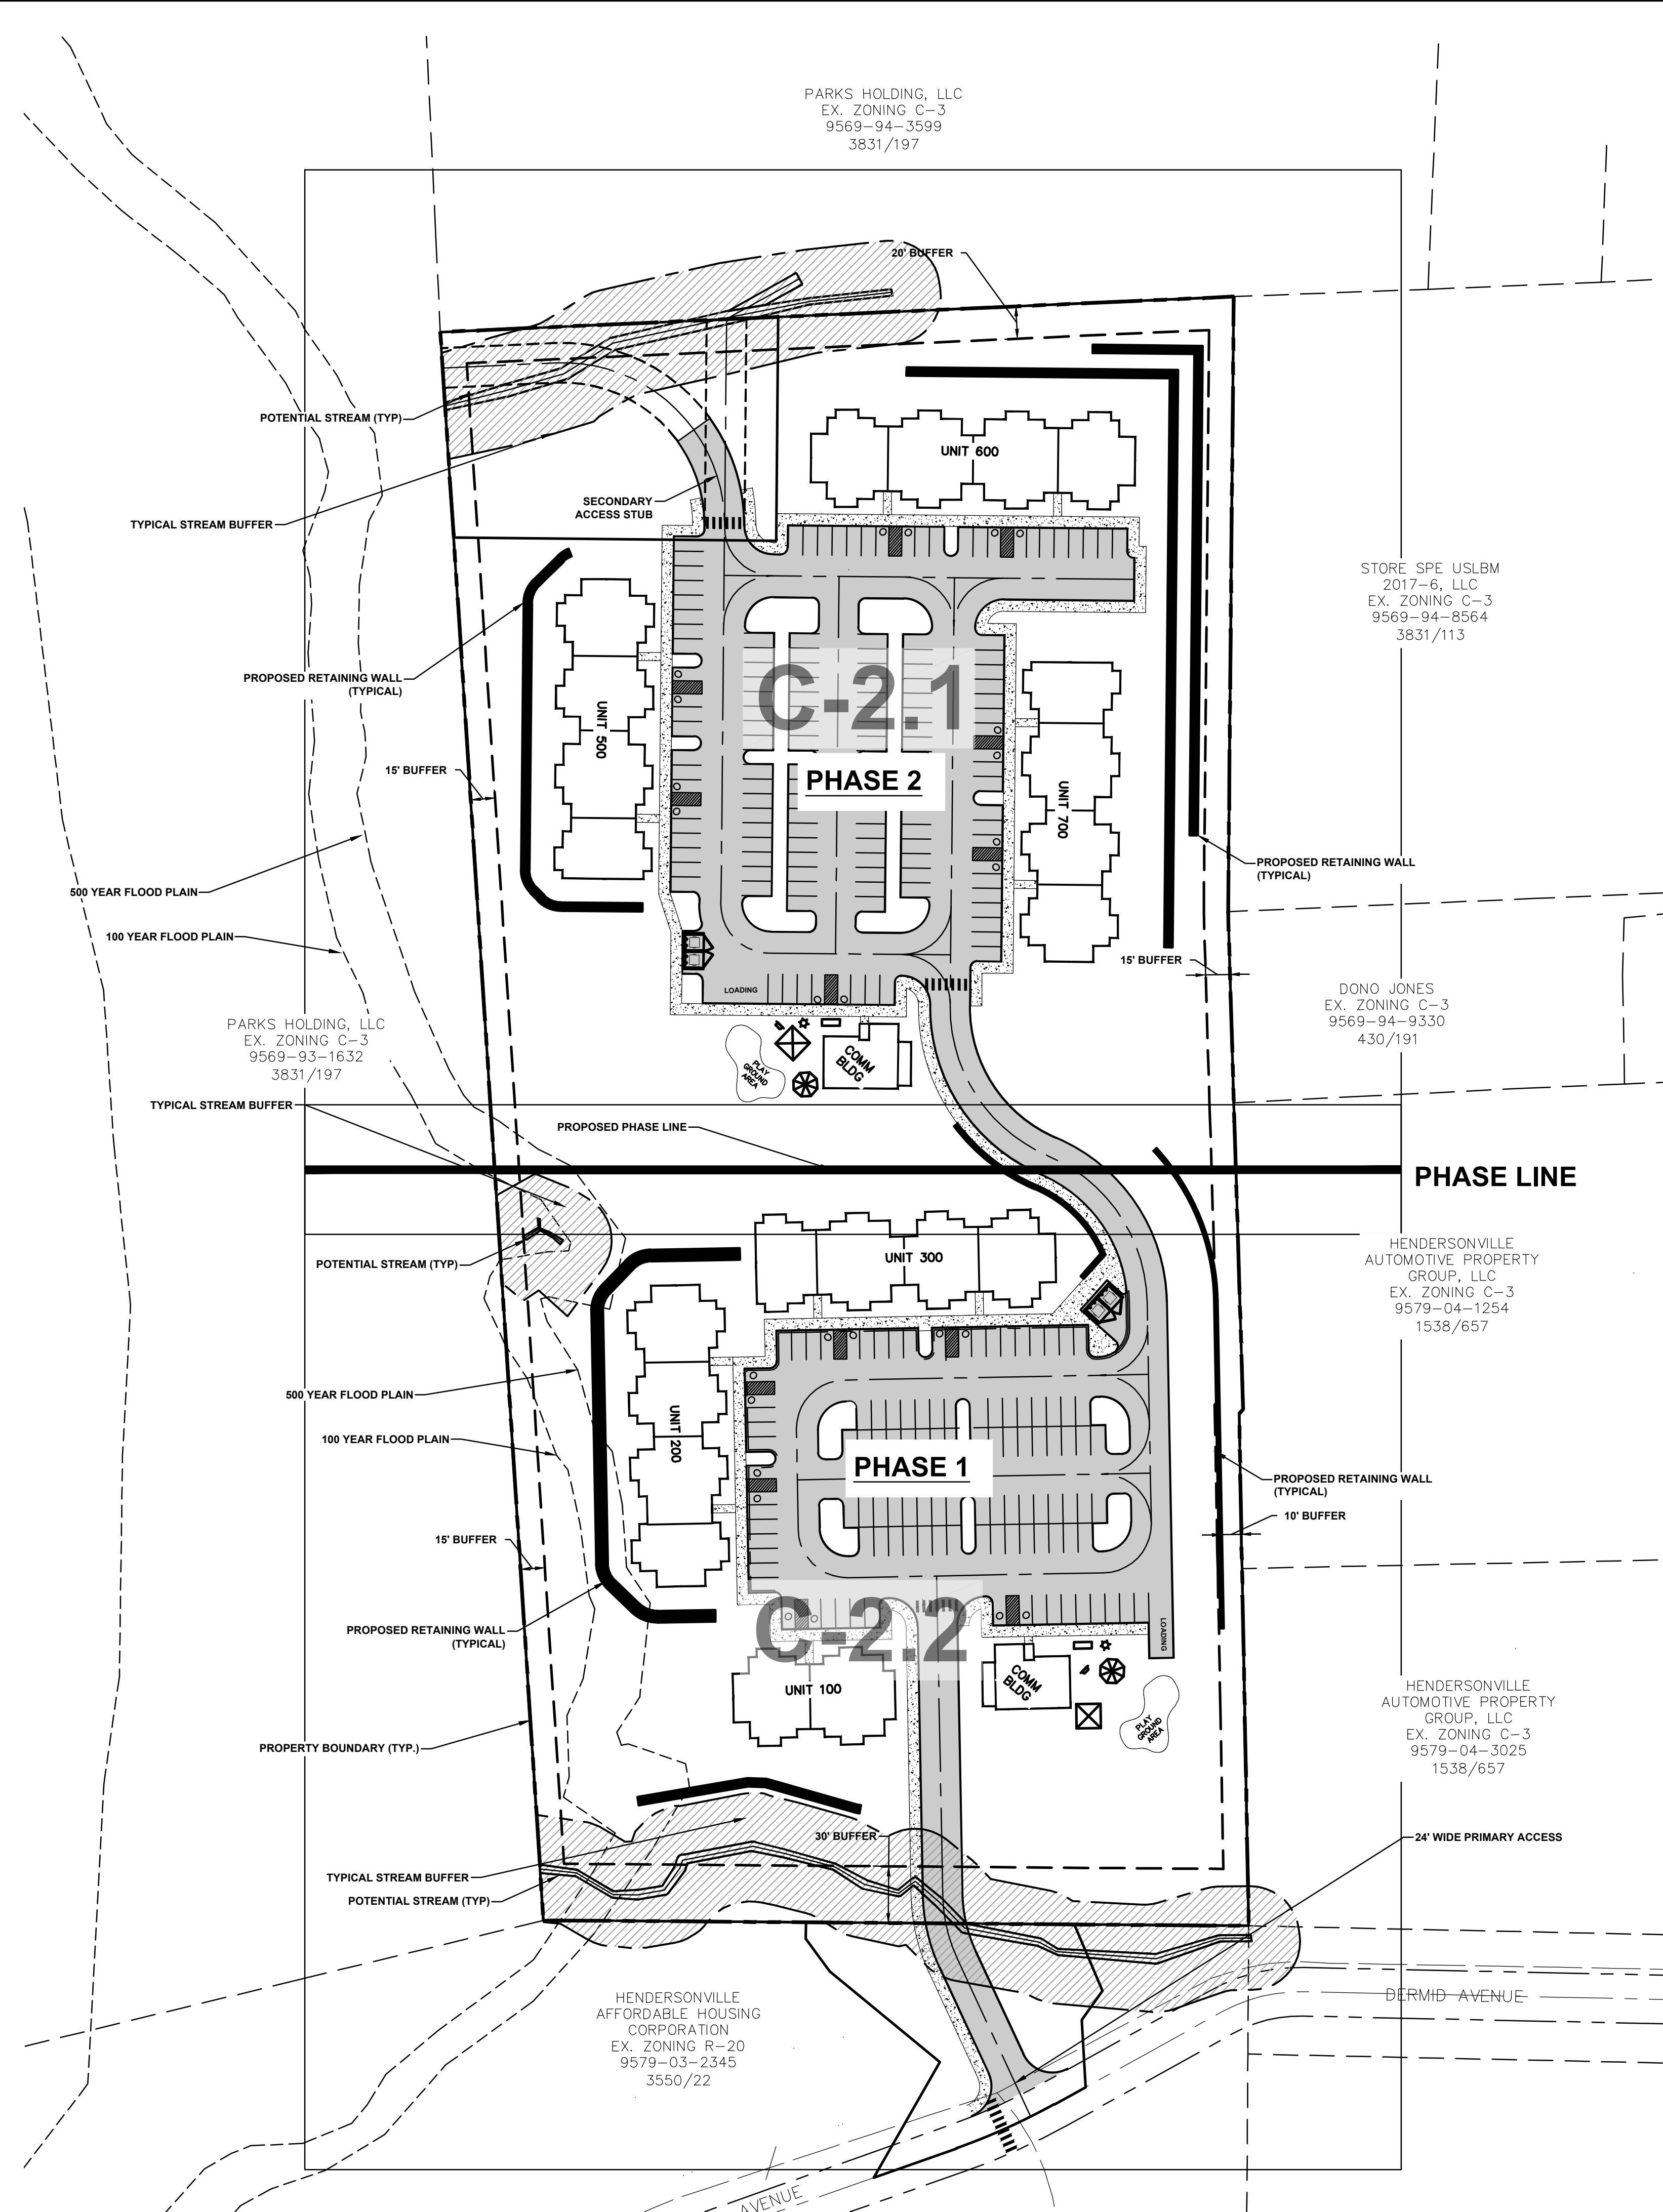 PARKS HOLDING, LLC
EX. ZONING C-3
9569-94-3599
3831/197
20' BUFFER
POTENTIAL STREAM (TYP)
UNIT 600
SECONDARY
ACCESS STUB
TYPICAL STREAM BUFFER
STORE SPE USLBM
2017-6, LLC
EX. ZONING C-3
9569-94-8564
3831/113
PROPOSED RETAINING WALL
(TYPICAL)
C-2.1
UNIT 500
15' BUFFER
PHASE 2
UNIT 700
PROPOSED RETAINING WALL
(TYPICAL)
500 YEAR FLOOD PLAIN
100 YEAR FLOOD PLAIN
15' BUFFER
LOADING
DONO JONES
EX. ZONING C-3
9569-94-9330
430/191
PARKS HOLDING, LLC
EX. ZONING C-3
9569-93-1632
3831/197
PLAY
GROUND
AREA
COMM
BLDG
TYPICAL STREAM BUFFER
PROPOSED PHASE LINE
PHASE LINE
POTENTIAL STREAM (TYP)
UNIT 300
HENDERSONVILLE
AUTOMOTIVE PROPERTY
GROUP, LLC
EX. ZONING C-3
9579-04-1254
1538/657
500 YEAR FLOOD PLAIN
100 YEAR FLOOD PLAIN
UNIT 200
PHASE 1
PROPOSED RETAINING WALL
(TYPICAL)
10' BUFFER
15' BUFFER
PROPOSED RETAINING WALL
(TYPICAL)
C-2.2
LOADING
UNIT 100
COMM
BLDG
PLAY
GROUND
AREA
HENDERSONVILLE
AUTOMOTIVE PROPERTY
GROUP, LLC
EX. ZONING C-3
9579-04-3025
1538/657
PROPERTY BOUNDARY (TYP.)
30' BUFFER
24' WIDE PRIMARY ACCESS
TYPICAL STREAM BUFFER
POTENTIAL STREAM (TYP)
HENDERSONVILLE
AFFORDABLE HOUSING
CORPORATION
EX. ZONING R-20
9579-03-2345
3550/22
DERMID AVENUE
AVENUE